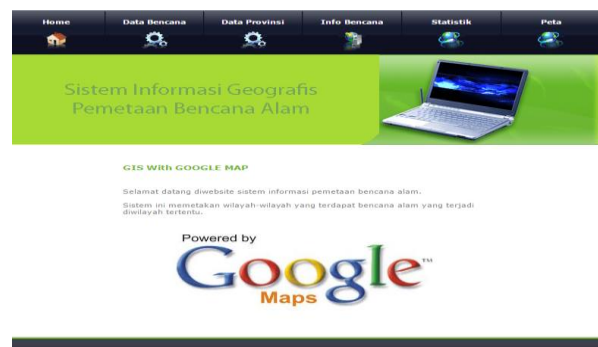 Home Data Bencana Data Provinsi Info Bencana Statistik Peta
Sistem Informasi Geografis
Pemetaan Bencana Alam
GIS With GOOGLE MAP
Selamat datang diwebsite sistem informasi pemetaan bencana alam.
Sistem ini memetakan wilayah-wilayah yang terdapat bencana alam yang terjadi
diwilayah tertentu.
Powered by
Google™
Maps